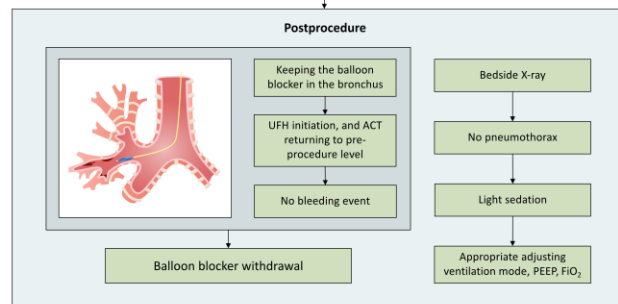 Postprocedure
Keeping the balloon
blocker in the bronchus
UFH initiation, and ACT
returning to pre-
procedure level
No bleeding event
Balloon blocker withdrawal
Bedside X-ray
No pneumothorax
Light sedation
Appropriate adjusting
ventilation mode, PEEP, FiO₂